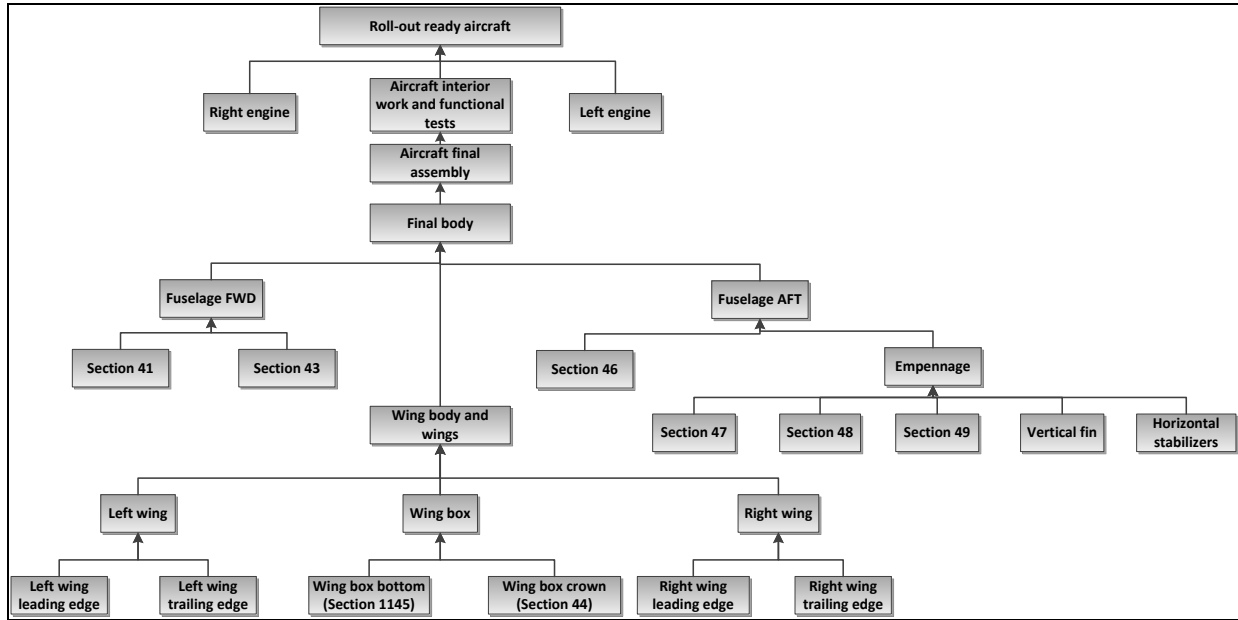 Roll-out ready aircraft
Right engine
Aircraft interior
work and functional
tests
Left engine
Aircraft final
assembly
Final body
Fuselage FWD
Fuselage AFT
Section 41
Section 43
Section 46
Empennage
Wing body and
wings
Section 47
Section 48
Section 49
Vertical fin
Horizontal
stabilizers
Left wing
Wing box
Right wing
Left wing
leading edge
Left wing
trailing edge
Wing box bottom
(Section 1145)
Wing box crown
(Section 44)
Right wing
leading edge
Right wing
trailing edge